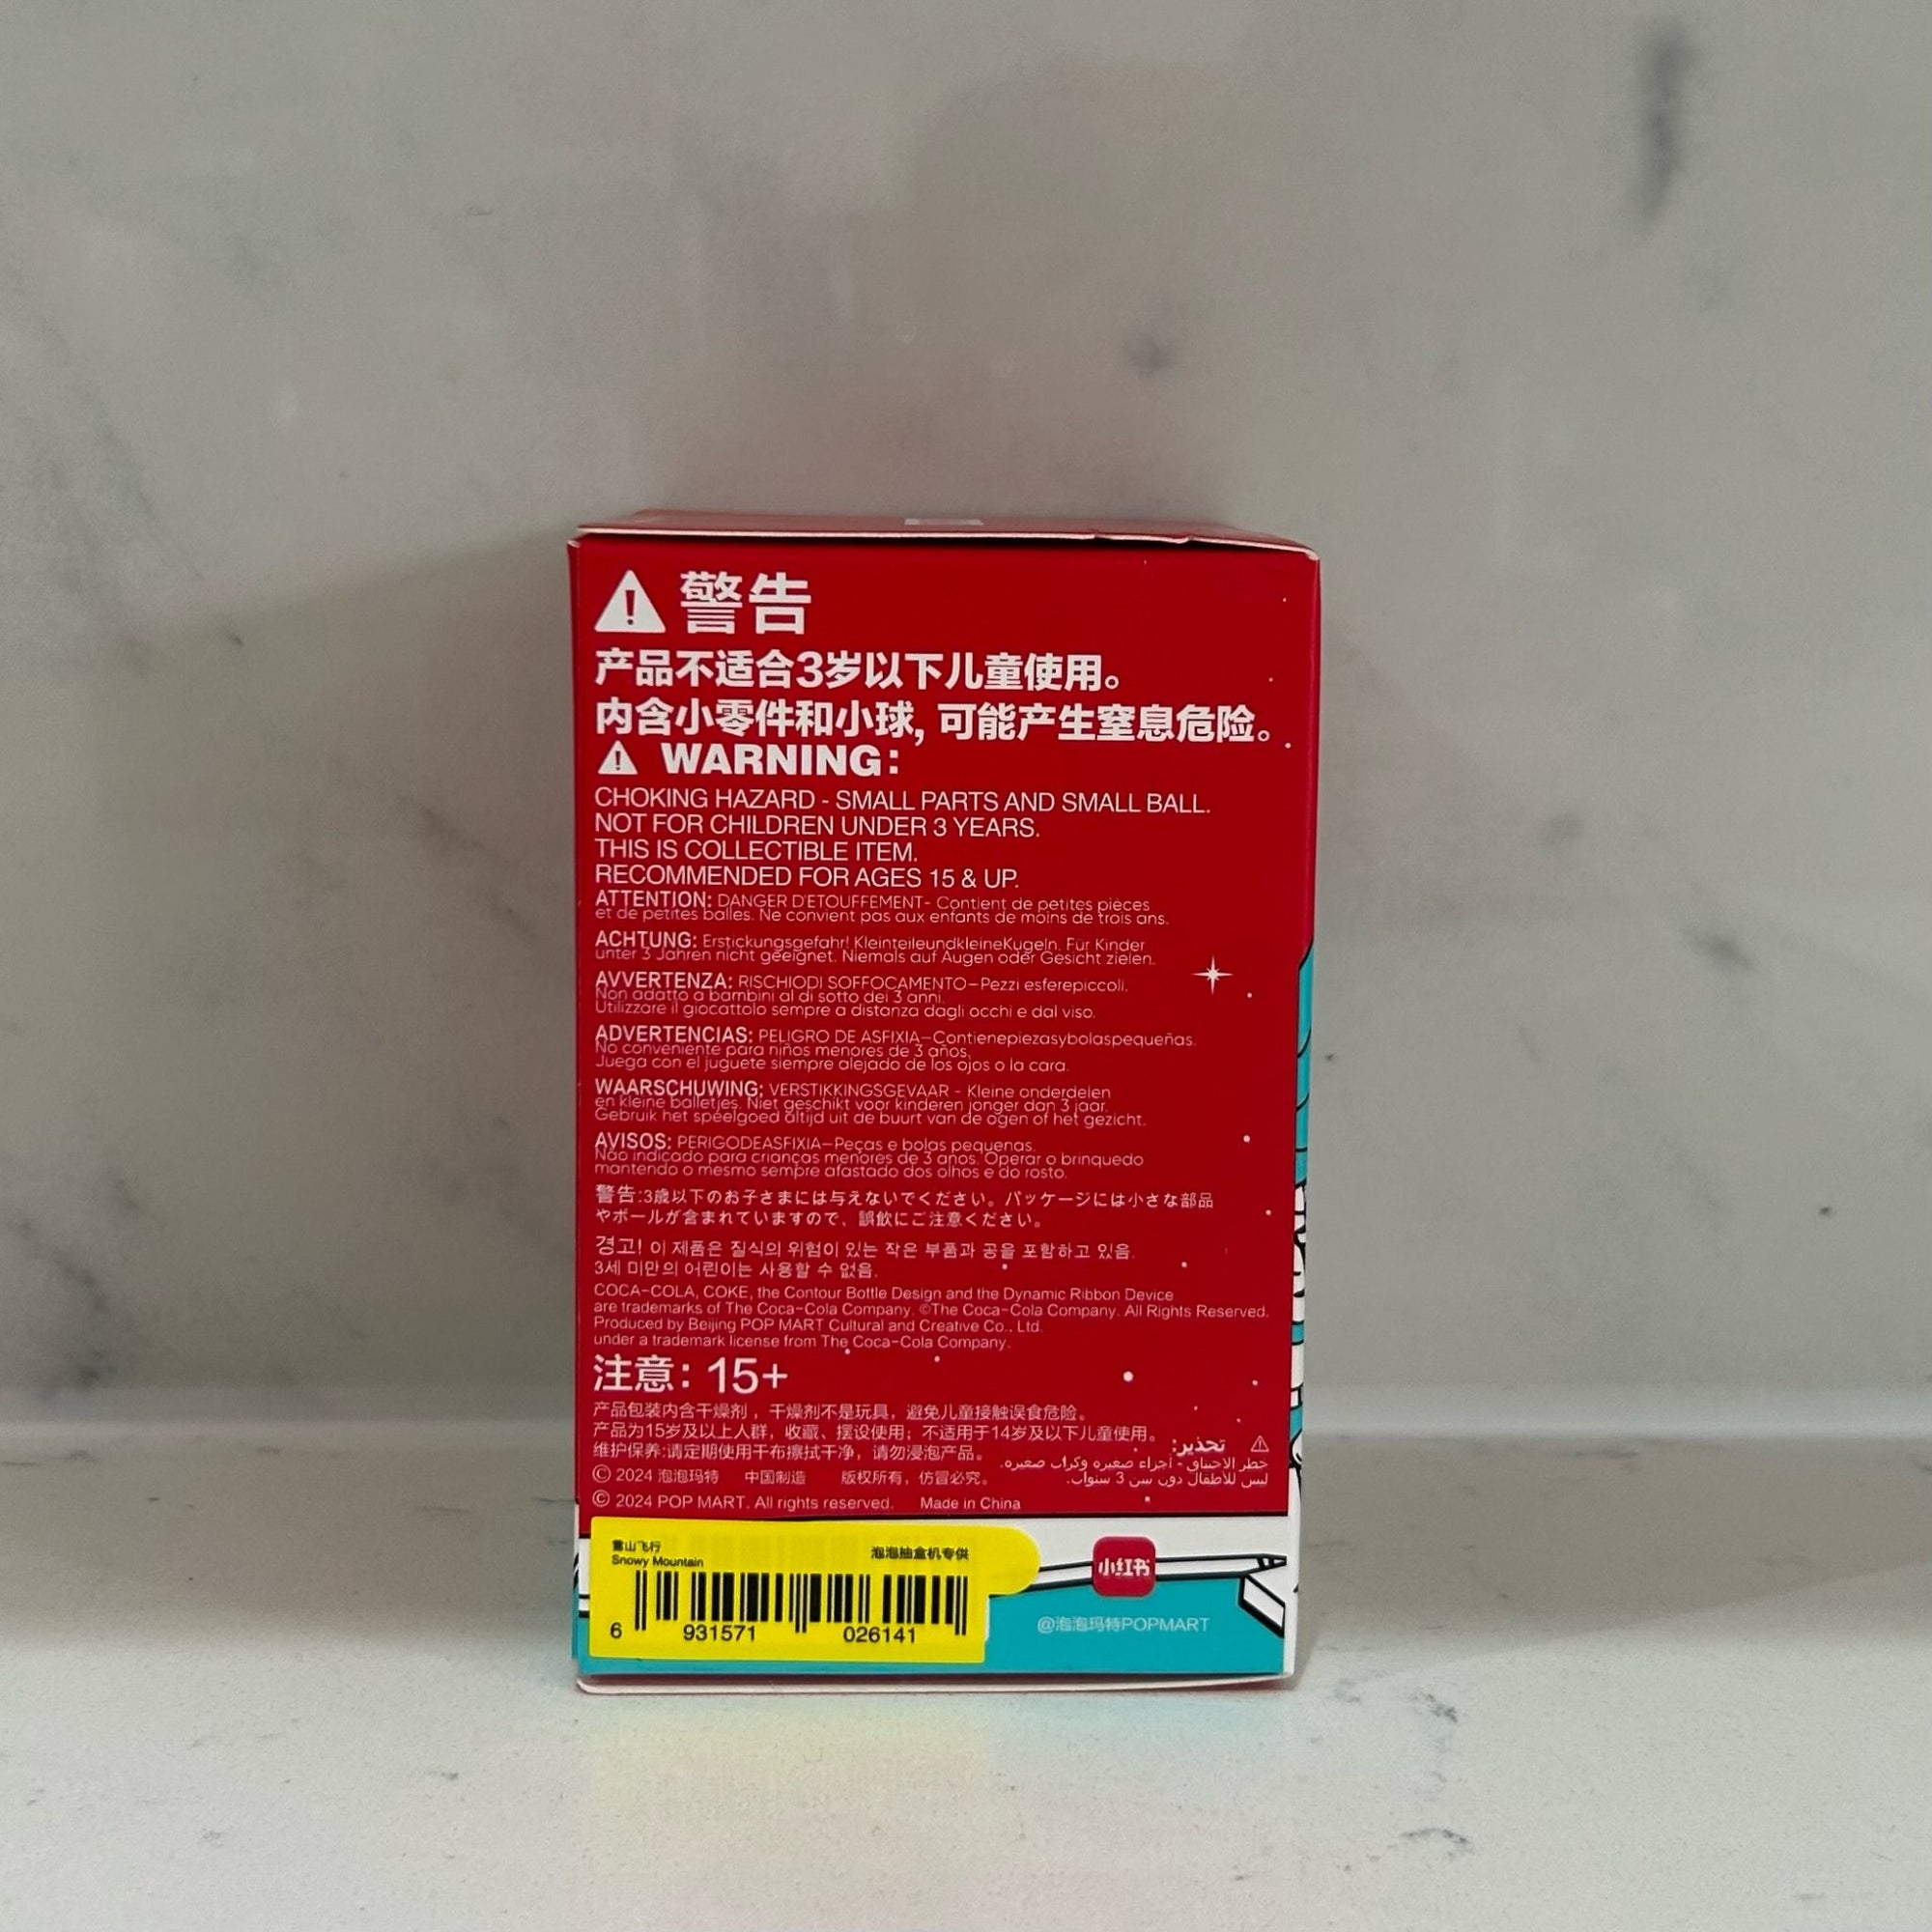 警告
产品不适合3岁以下儿童使用。
内含小零件和小球, 可能产生窒息危险。
WARNING:
CHOKING HAZARD - SMALL PARTS AND SMALL BALL.
NOT FOR CHILDREN UNDER 3 YEARS.
THIS IS COLLECTIBLE ITEM.
RECOMMENDED FOR AGES 15 & UP.
ATTENTION: DANGER D'ETOUFFEMENT- Contient de petites pièces
et de petites balles. Ne convient pas aux enfants de moins de trois ans.
ACHTUNG: Erstickungsgefahr! KleinteileundkleineKugeln. Für Kinder
unter 3 Jahren nicht geeignet. Niemals auf Augen oder Gesicht zielen.
AVVERTENZA: RISCHIODI SOFFOCAMENTO-Pezzi esferepiccoli.
Non adatto a bambini al di sotto dei 3 anni.
Utilizzare il giocattolo sempre a distanza dagli occhi e dal viso.
ADVERTENCIAS: PELIGRO DE ASFIXIA-Contienepiezasybolaspequeñas.
No conveniente para niños menores de 3 años.
Juega con el juguete siempre alejado de los ojos o la cara.
WAARSCHUWING: VERSTIKKINGSGEVAAR - Kleine onderdelen
en kleine balletjes. Niet geschikt voor kinderen jonger dan 3 jaar.
Gebruik het speelgoed altijd uit de buurt van de ogen of het gezicht.
AVISOS: PERIGODEASFIXIA-Peças e bolas pequenas.
Não indicado para crianças menores de 3 anos. Operar o brinquedo
mantendo o mesmo sempre afastado dos olhos e do rosto.
警告:3歳以下のお子さまには与えないでください。パッケージには小さな部品
やボールが含まれていますので、誤飲にご注意ください。
경고! 이 제품은 질식의 위험이 있는 작은 부품과 공을 포함하고 있음.
3세 미만의 어린이는 사용할 수 없음.
COCA-COLA, COKE, the Contour Bottle Design and the Dynamic Ribbon Device
are trademarks of The Coca-Cola Company. ©The Coca-Cola Company. All Rights Reserved.
Produced by Beijing POP MART Cultural and Creative Co., Ltd.
under a trademark license from The Coca-Cola Company.
注意: 15+
产品包装内含干燥剂，干燥剂不是玩具，避免儿童接触误食危险。
产品为15岁及以上人群，收藏、摆设使用；不适用于14岁及以下儿童使用。
维护保养:请定期使用干布擦拭干净，请勿浸泡产品。
تحذير:
خطر الاختناق - أجزاء صغيره وكرات صغيره.
ليس للأطفال دون سن 3 سنوات.
© 2024 泡泡玛特 中国制造 版权所有，仿冒必究。
© 2024 POP MART. All rights reserved. Made in China
雪山飞行 泡泡抽盒机专供
Snowy Mountain
6 931571 026141
小红书
@泡泡玛特POPMART